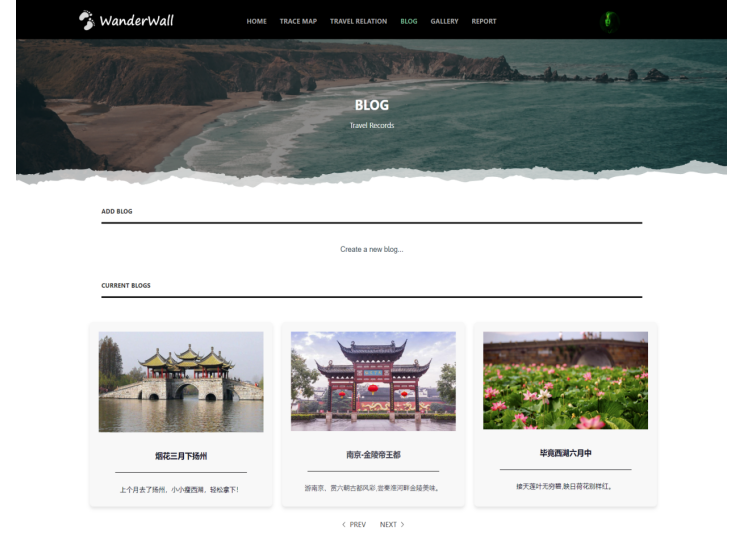 WanderWall
HOME TRACE MAP TRAVEL RELATION BLOG GALLERY REPORT
BLOG
Travel Records
ADD BLOG
Create a new blog...
CURRENT BLOGS
烟花三月下扬州
上个月去了扬州，小小瘦西湖，轻松拿下！
南京-金陵帝王都
游南京，赏六朝古都风彩,尝秦淮河畔金陵美味。
毕竟西湖六月中
接天莲叶无穷碧,映日荷花别样红。
< PREV NEXT >